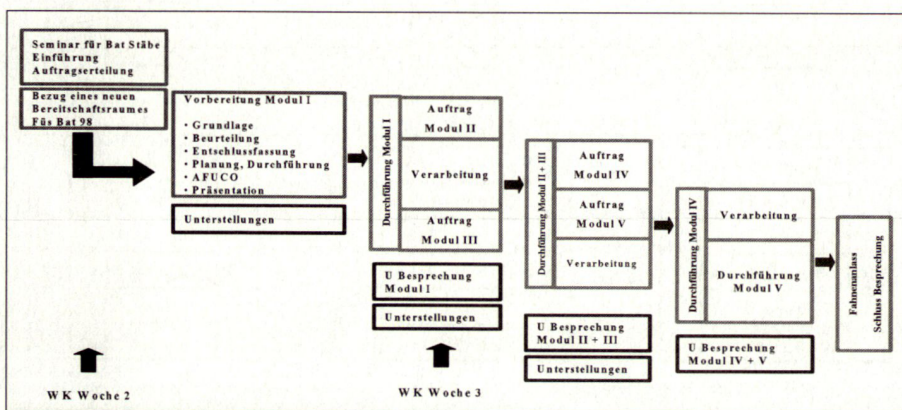 Seminar für Bat Stäbe
Einführung
Auftragserteilung
Bezug eines neuen
Bereitschaftsraumes
Füs Bat 98
Vorbereitung Modul I
• Grundlage
• Beurteilung
• Entschlussfassung
• Planung, Durchführung
• AFUCO
• Präsentation
Unterstellungen
Durchführung Modul I
Auftrag
Modul II
Verarbeitung
Auftrag
Modul III
U Besprechung
Modul I
Unterstellungen
Durchführung Modul II + III
Auftrag
Modul IV
Auftrag
Modul V
Verarbeitung
U Besprechung
Modul II + III
Unterstellungen
Durchführung Modul IV
Verarbeitung
Durchführung
Modul V
U Besprechung
Modul IV + V
Fahnenanlass
Schluss Besprechung
WK Woche 2
WK Woche 3